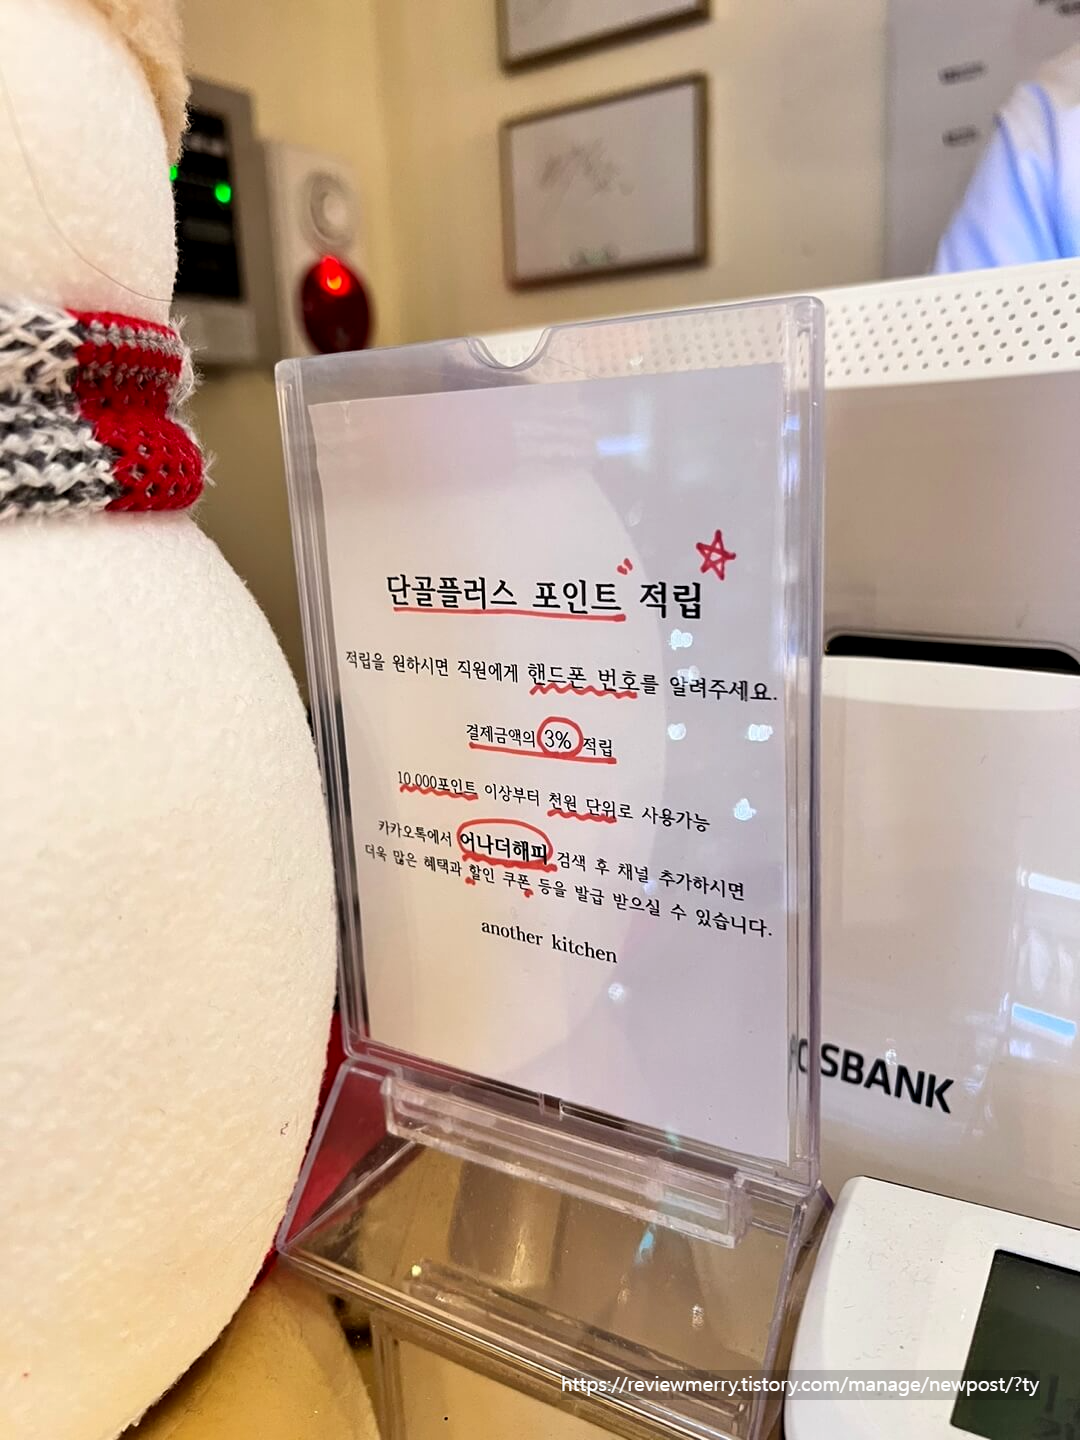 단골플러스 포인트 적립
적립을 원하시면 직원에게 핸드폰 번호를 알려주세요.
결제금액의 3% 적립
10,000포인트 이상부터 천원 단위로 사용가능
카카오톡에서 어나더해피 검색 후 채널 추가하시면
더욱 많은 혜택과 할인 쿠폰 등을 발급 받으실 수 있습니다.
another kitchen
OSBANK
https://reviewmerry.tistory.com/manage/newpost/?ty